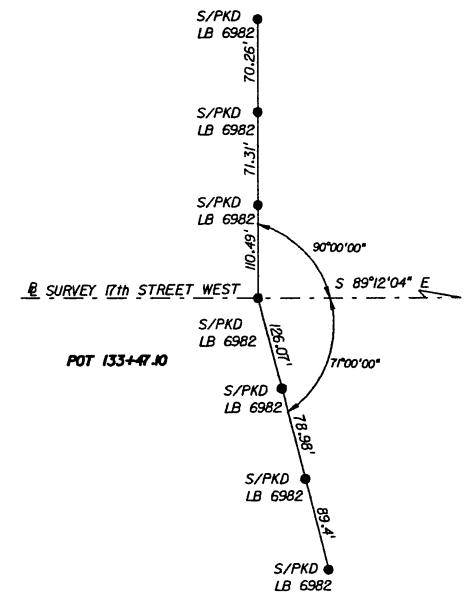 S/PKD
LB 6982
70.26'
S/PKD
LB 6982
71.31'
S/PKD
LB 6982
110.49'
90°00'00"
℄ SURVEY 17th STREET WEST
S 89°12'04" E
S/PKD
LB 6982
126.07'
71°00'00"
POT 133+47.10
S/PKD
LB 6982
78.98'
S/PKD
LB 6982
89.4'
S/PKD
LB 6982